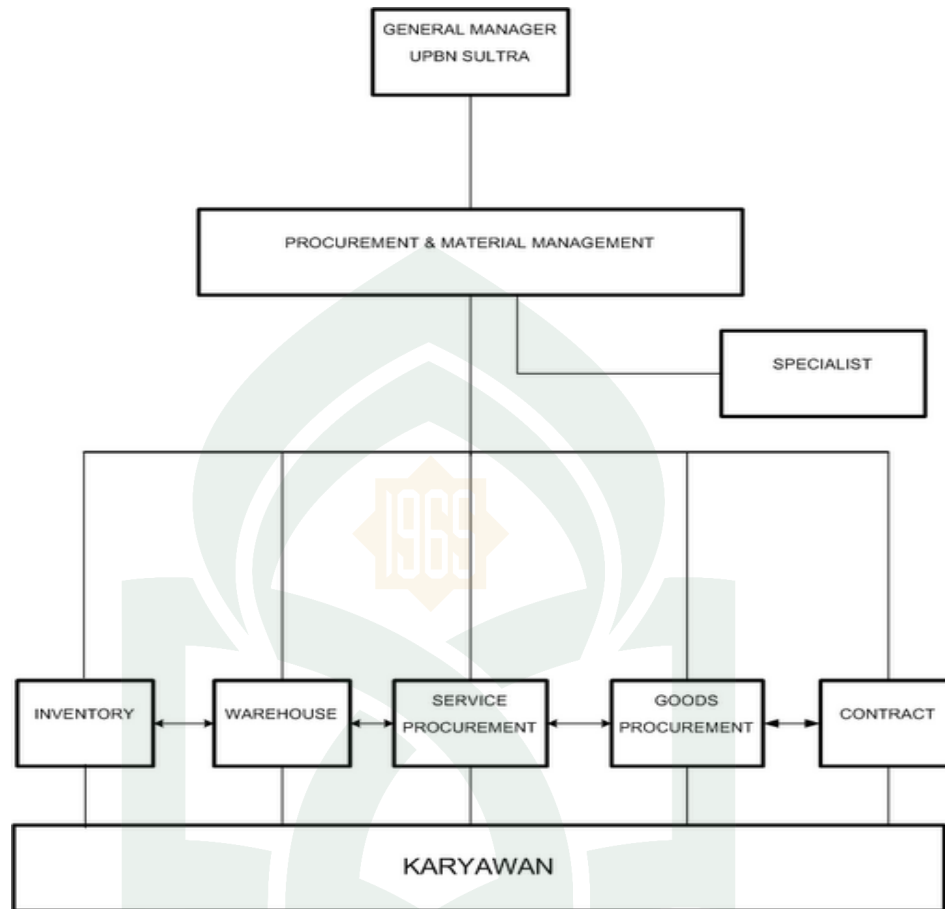 GENERAL MANAGER
UPBN SULTRA
PROCUREMENT & MATERIAL MANAGEMENT
SPECIALIST
1969
INVENTORY
WAREHOUSE
SERVICE
PROCUREMENT
GOODS
PROCUREMENT
CONTRACT
KARYAWAN